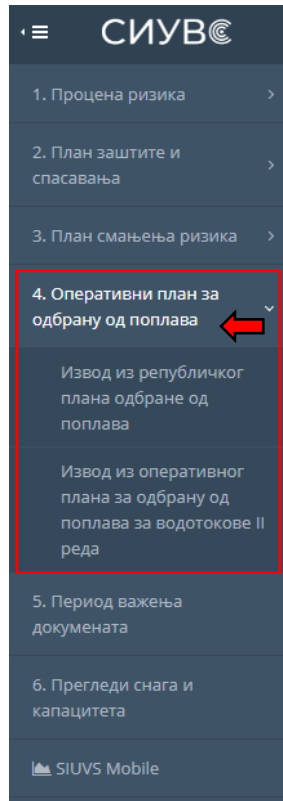 СИУВС
1. Процена ризика
2. План заштите и
спасавања
3. План смањења ризика
4. Оперативни план за
одбрану од поплава
Извод из републичког
плана одбране од
поплава
Извод из оперативног
плана за одбрану од
поплава за водотокове II
реда
5. Период важења
докумената
6. Прегледи снага и
капацитета
SIUVS Mobile